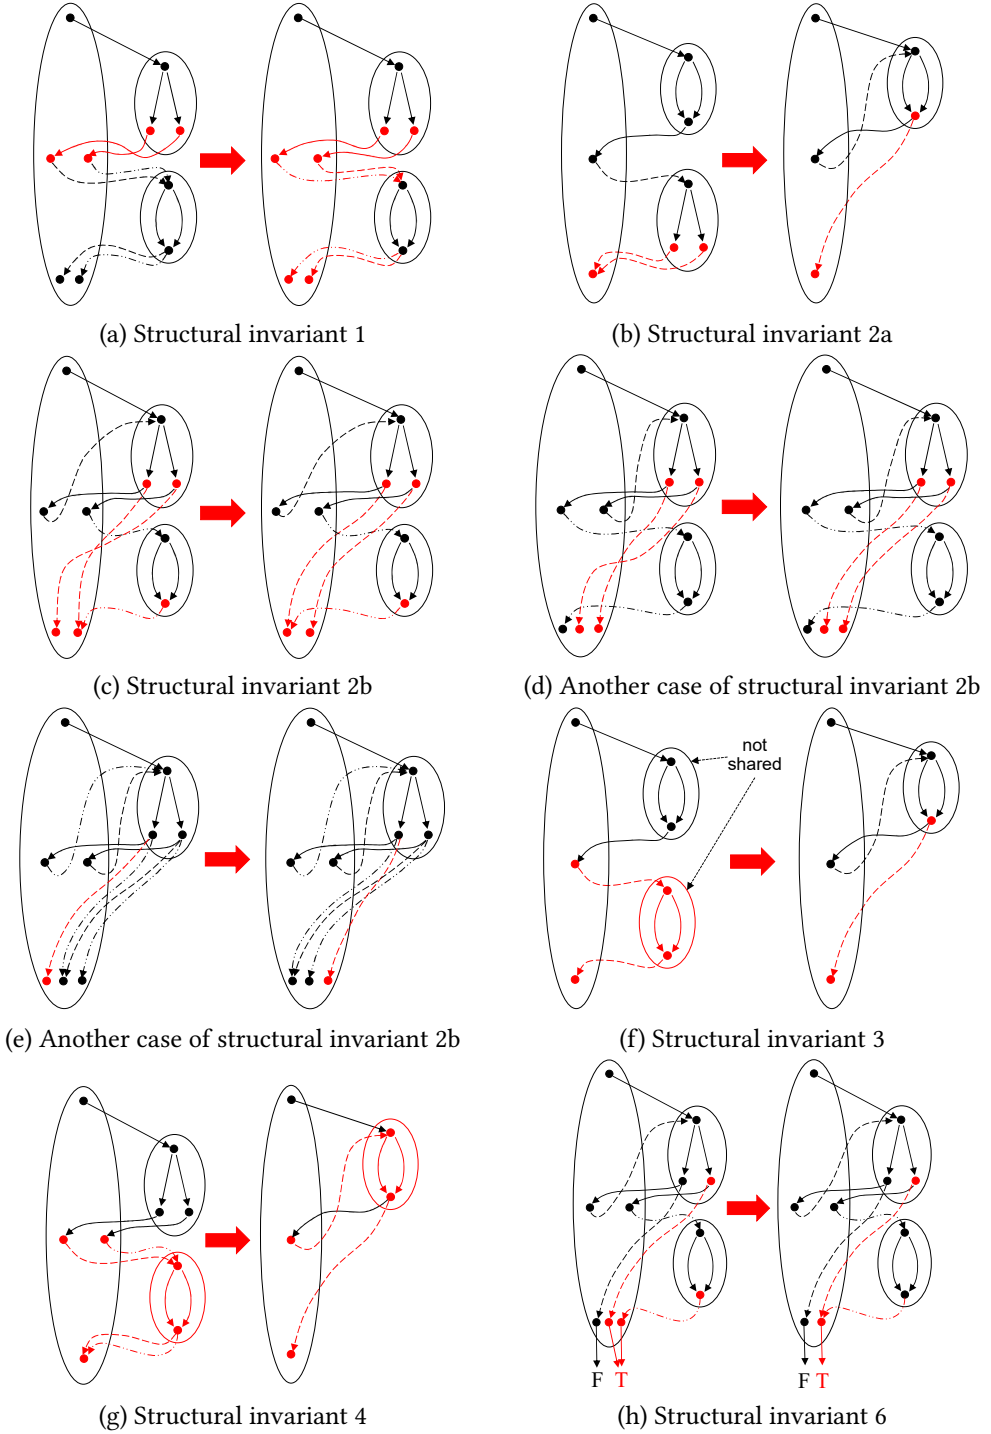 (a) Structural invariant 1
(b) Structural invariant 2a
(c) Structural invariant 2b
(d) Another case of structural invariant 2b
not
shared
(e) Another case of structural invariant 2b
(f) Structural invariant 3
F T
F T
(g) Structural invariant 4
(h) Structural invariant 6